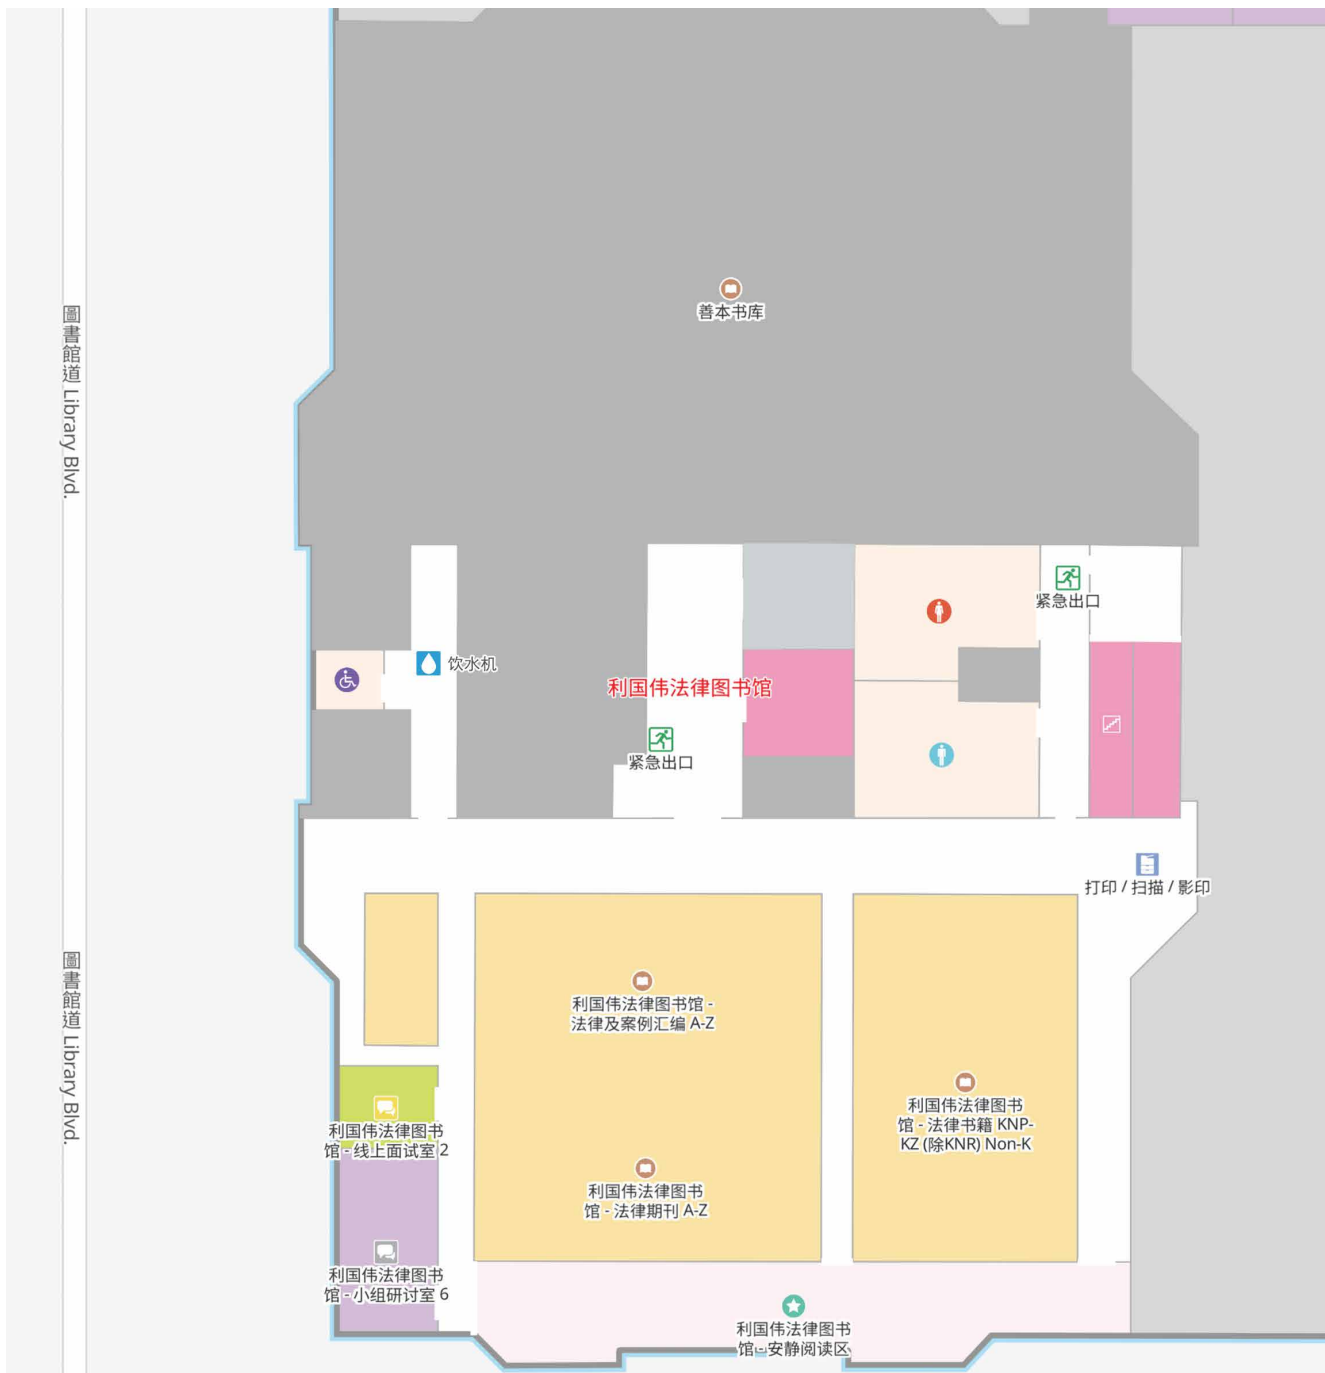 善本书库
圖書館道 Library Blvd.
紧急出口
饮水机
利国伟法律图书馆
紧急出口
打印 / 扫描 / 影印
圖書館道 Library Blvd.
利国伟法律图书馆 -
法律及案例汇编 A-Z
利国伟法律图书
馆 - 法律书籍 KNP-
KZ (除KNR) Non-K
利国伟法律图书
馆 - 线上面试室 2
利国伟法律图书
馆 - 法律期刊 A-Z
利国伟法律图书
馆 - 小组研讨室 6
利国伟法律图书
馆 - 安静阅读区